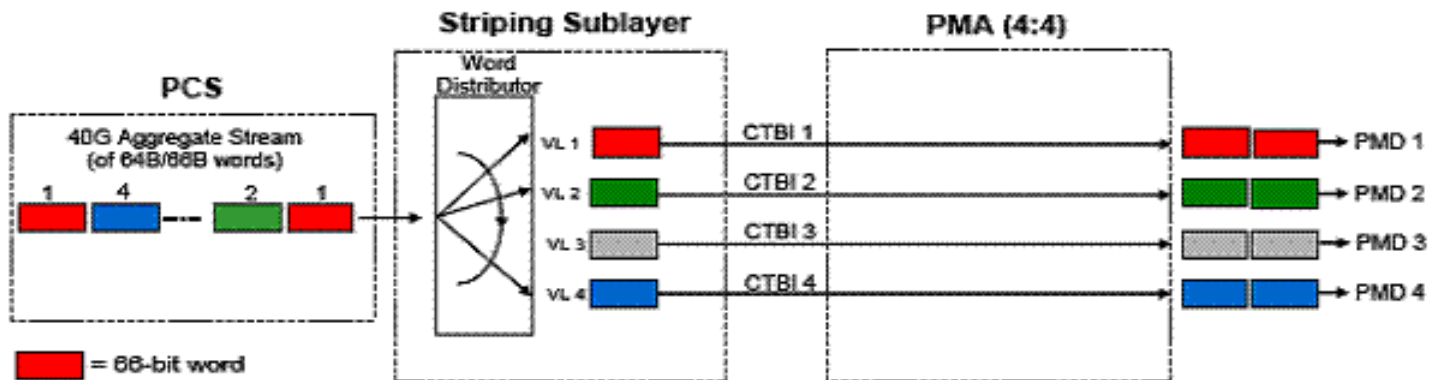 Striping Sublayer
PMA (4:4)
Word
Distributor
PCS
40G Aggregate Stream
(of 64B/66B words)
1 4 2 1
VL 1
CTBI 1
PMD 1
VL 2
CTBI 2
PMD 2
VL 3
CTBI 3
PMD 3
VL 4
CTBI 4
PMD 4
= 66-bit word